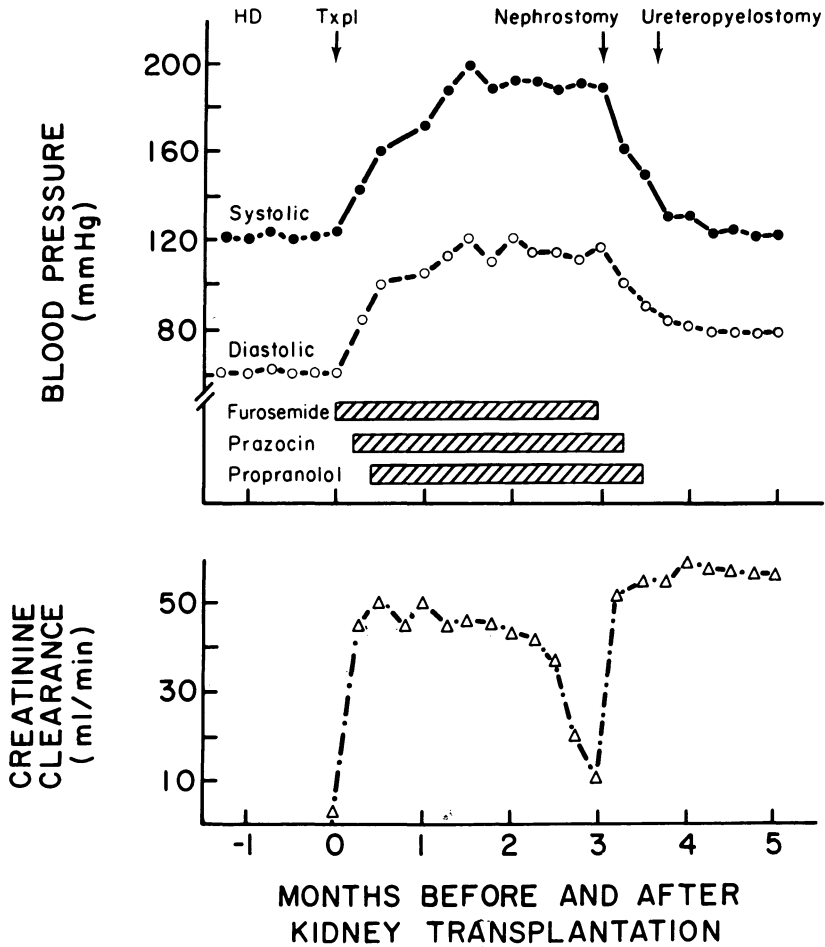 HD Txpl Nephrostomy Ureteropyelostomy
200
160
120
80
BLOOD PRESSURE
(mmHg)
Systolic
Diastolic
Furosemide
Prazocin
Propranolol
50
30
10
CREATININE
CLEARANCE
(ml/min)
-1 0 1 2 3 4 5
MONTHS BEFORE AND AFTER
KIDNEY TRANSPLANTATION